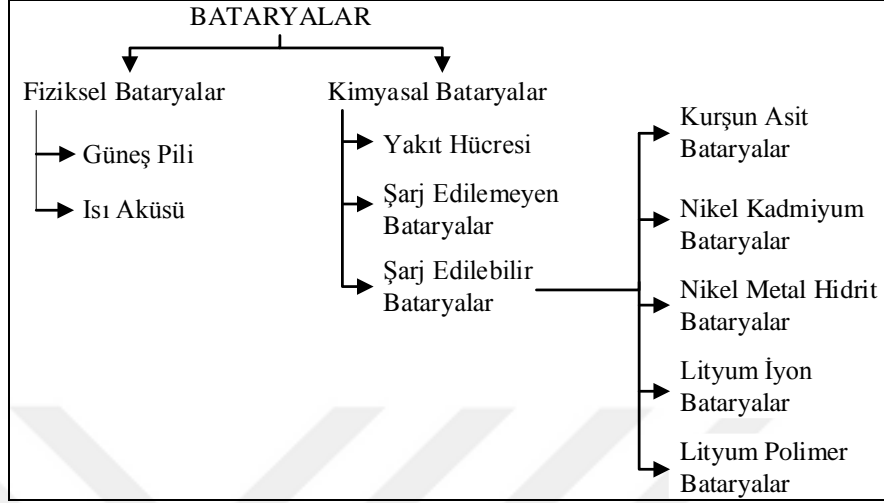 BATARYALAR
Fiziksel Bataryalar
Güneş Pili
Isı Aküsü
Kimyasal Bataryalar
Yakıt Hücresi
Şarj Edilemeyen
Bataryalar
Şarj Edilebilir
Bataryalar
Kurşun Asit
Bataryalar
Nikel Kadmiyum
Bataryalar
Nikel Metal Hidrit
Bataryalar
Lityum İyon
Bataryalar
Lityum Polimer
Bataryalar